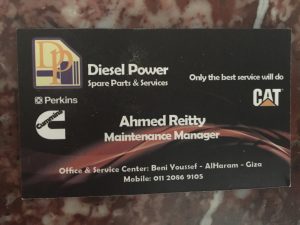 DP
Diesel Power
Spare Parts & Services
Only the best service will do
Perkins
CAT
Cummins
Ahmed Reitty
Maintenance Manager
Office & Service Center: Beni Youssef - AlHaram - Giza
Mobile: 011 2086 9105